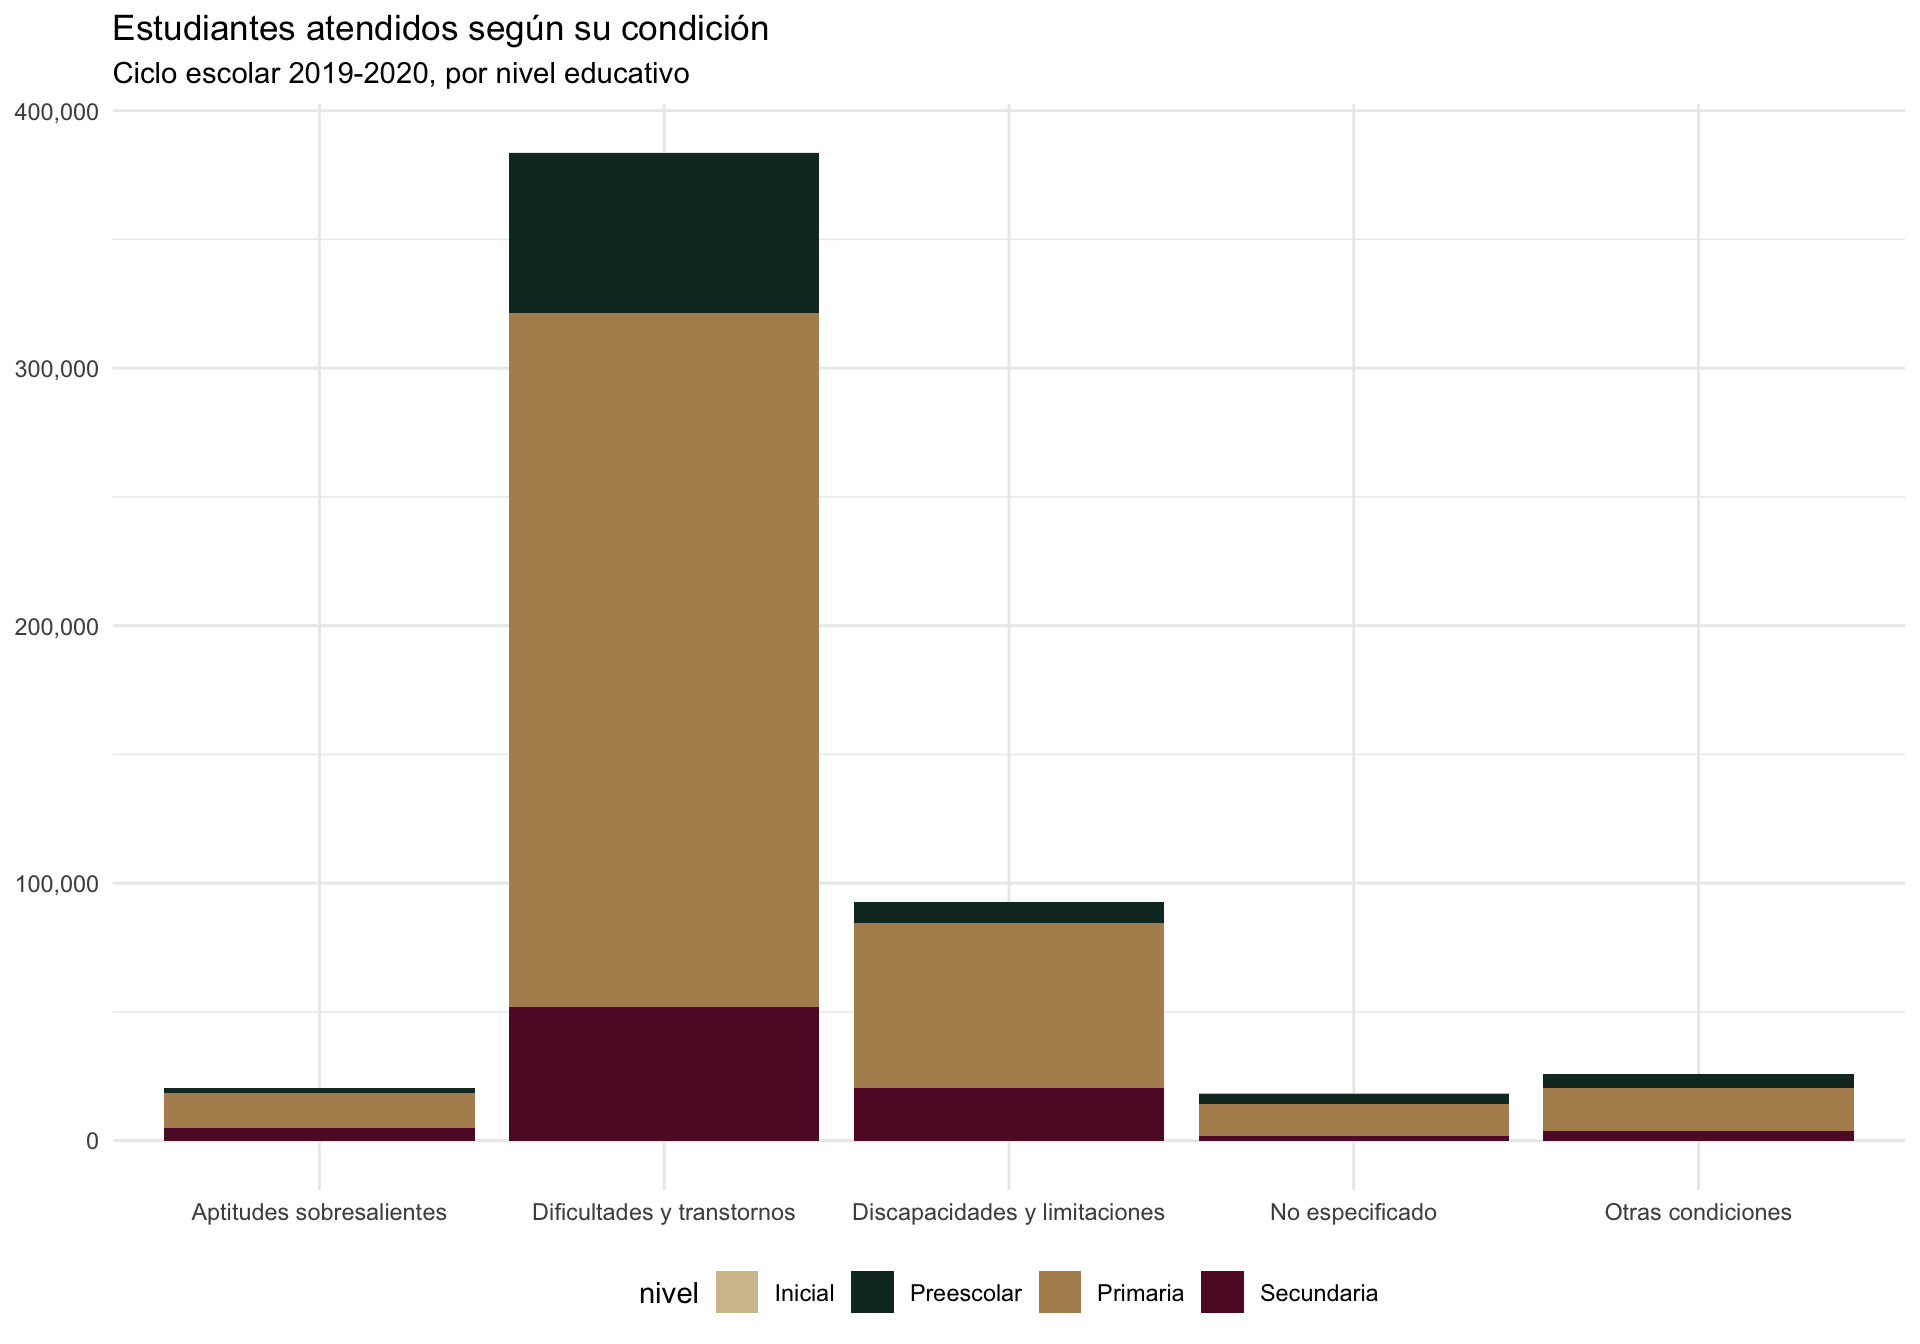 Estudiantes atendidos según su condición
Ciclo escolar 2019-2020, por nivel educativo
400,000
300,000
200,000
100,000
0
Aptitudes sobresalientes
Dificultades y transtornos
Discapacidades y limitaciones
No especificado
Otras condiciones
nivel
Inicial
Preescolar
Primaria
Secundaria